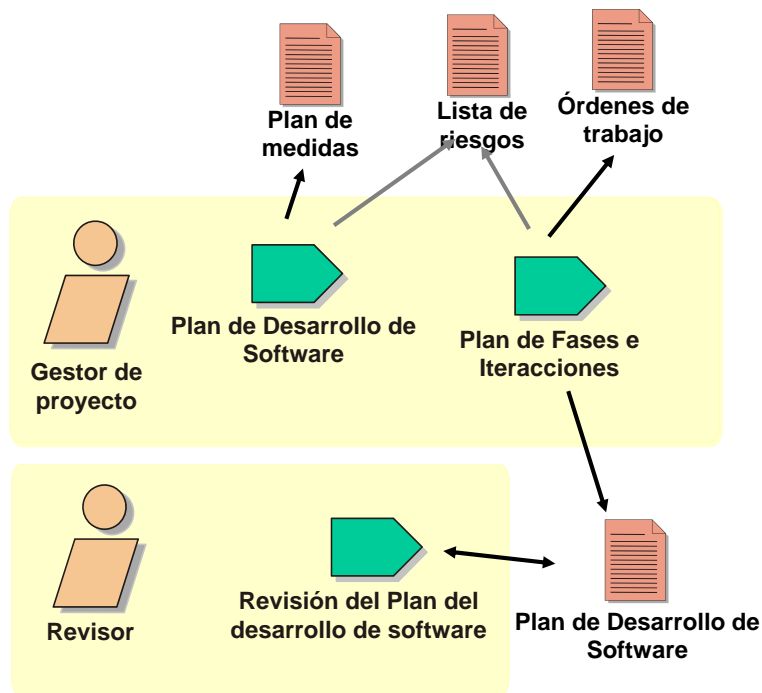 Plan de
medidas
Lista de
riesgos
Órdenes de
trabajo
Gestor de
proyecto
Plan de Desarrollo de
Software
Plan de Fases e
Iteracciones
Revisor
Revisión del Plan del
desarrollo de software
Plan de Desarrollo de
Software